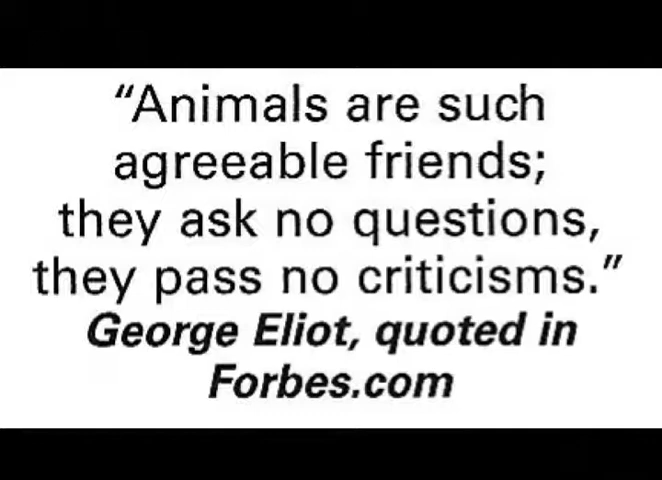 “Animals are such
agreeable friends;
they ask no questions,
they pass no criticisms.”
George Eliot, quoted in
Forbes.com